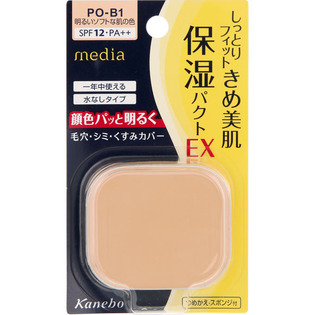 PO-B1
明るいソフトな肌の色
SPF 12・PA++
media
一年中使える
水なしタイプ
顔色パッと明るく
毛穴・シミ・くすみカバー
しっとり
フィット
きめ美肌
保湿
パクト
EX
Kanebo
つめかえ・スポンジ付